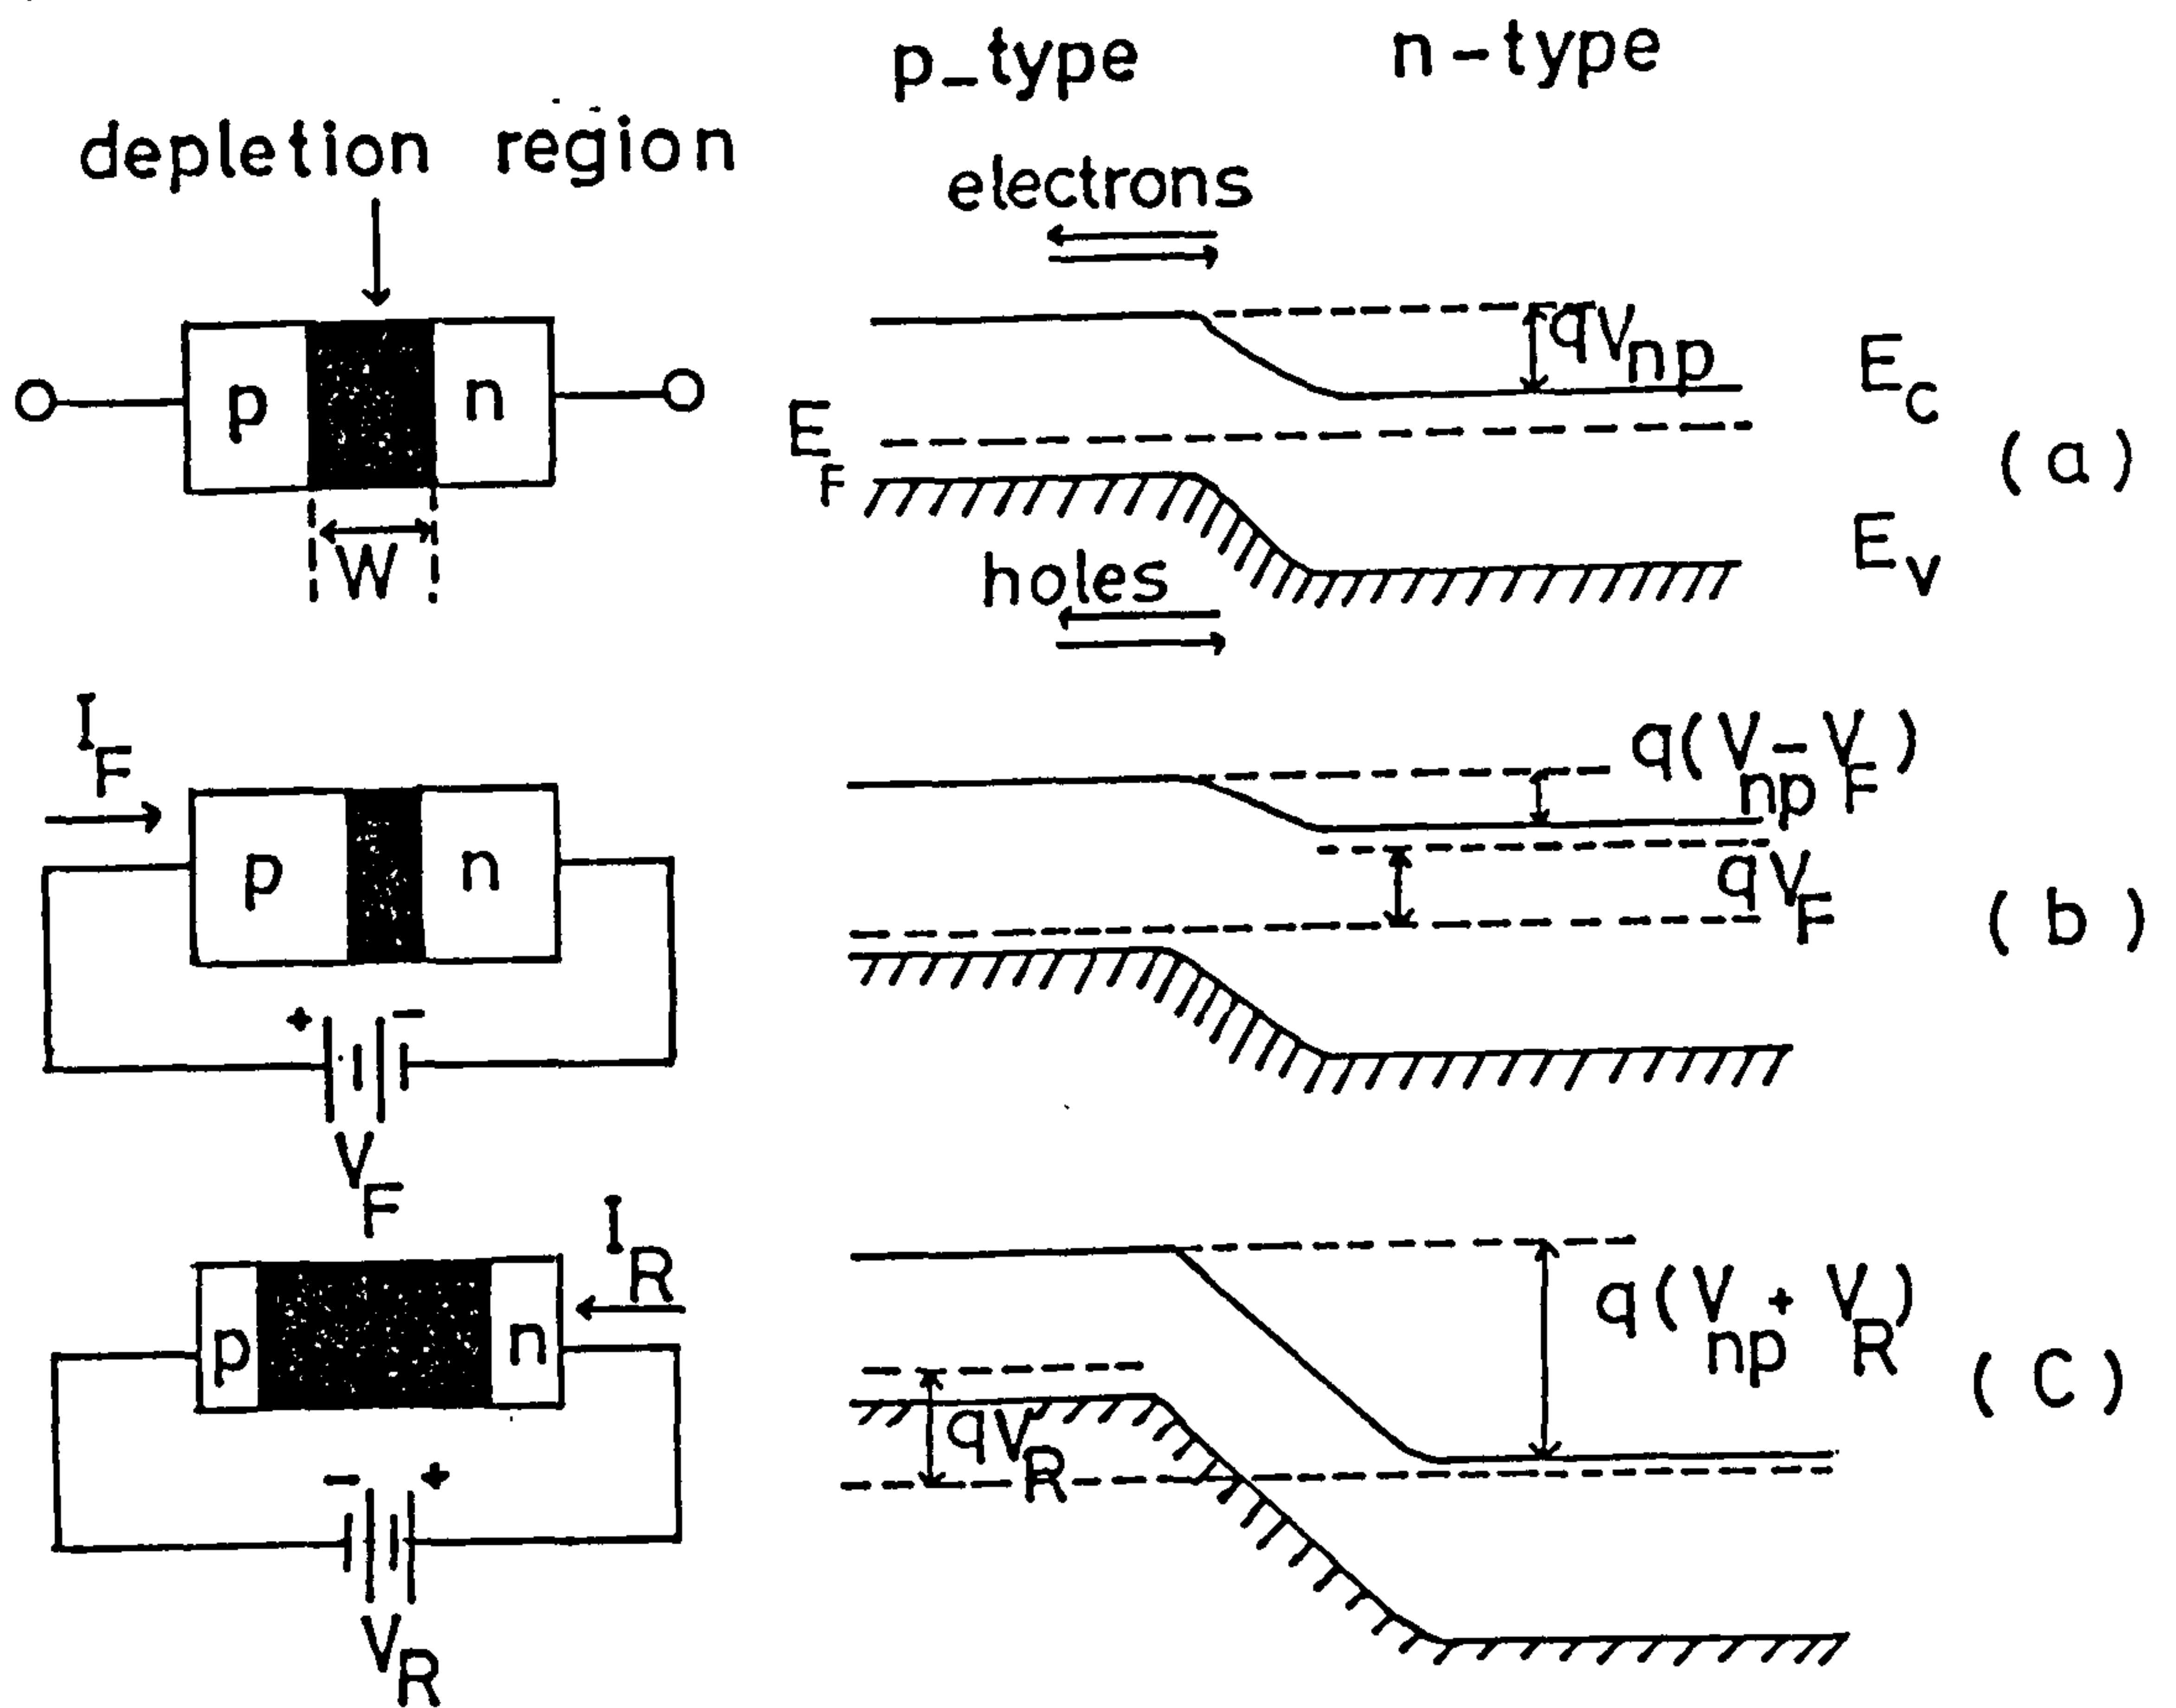 p_type n-type
depletion region
electrons
p n
qV_np
E_C
E_F
(a)
W
E_V
holes
I_F
q(V_np - V_F)
p n
qV_F
(b)
+ -
V_F
I_R
q(V_np + V_R)
p n
qV_R
(C)
- +
V_R